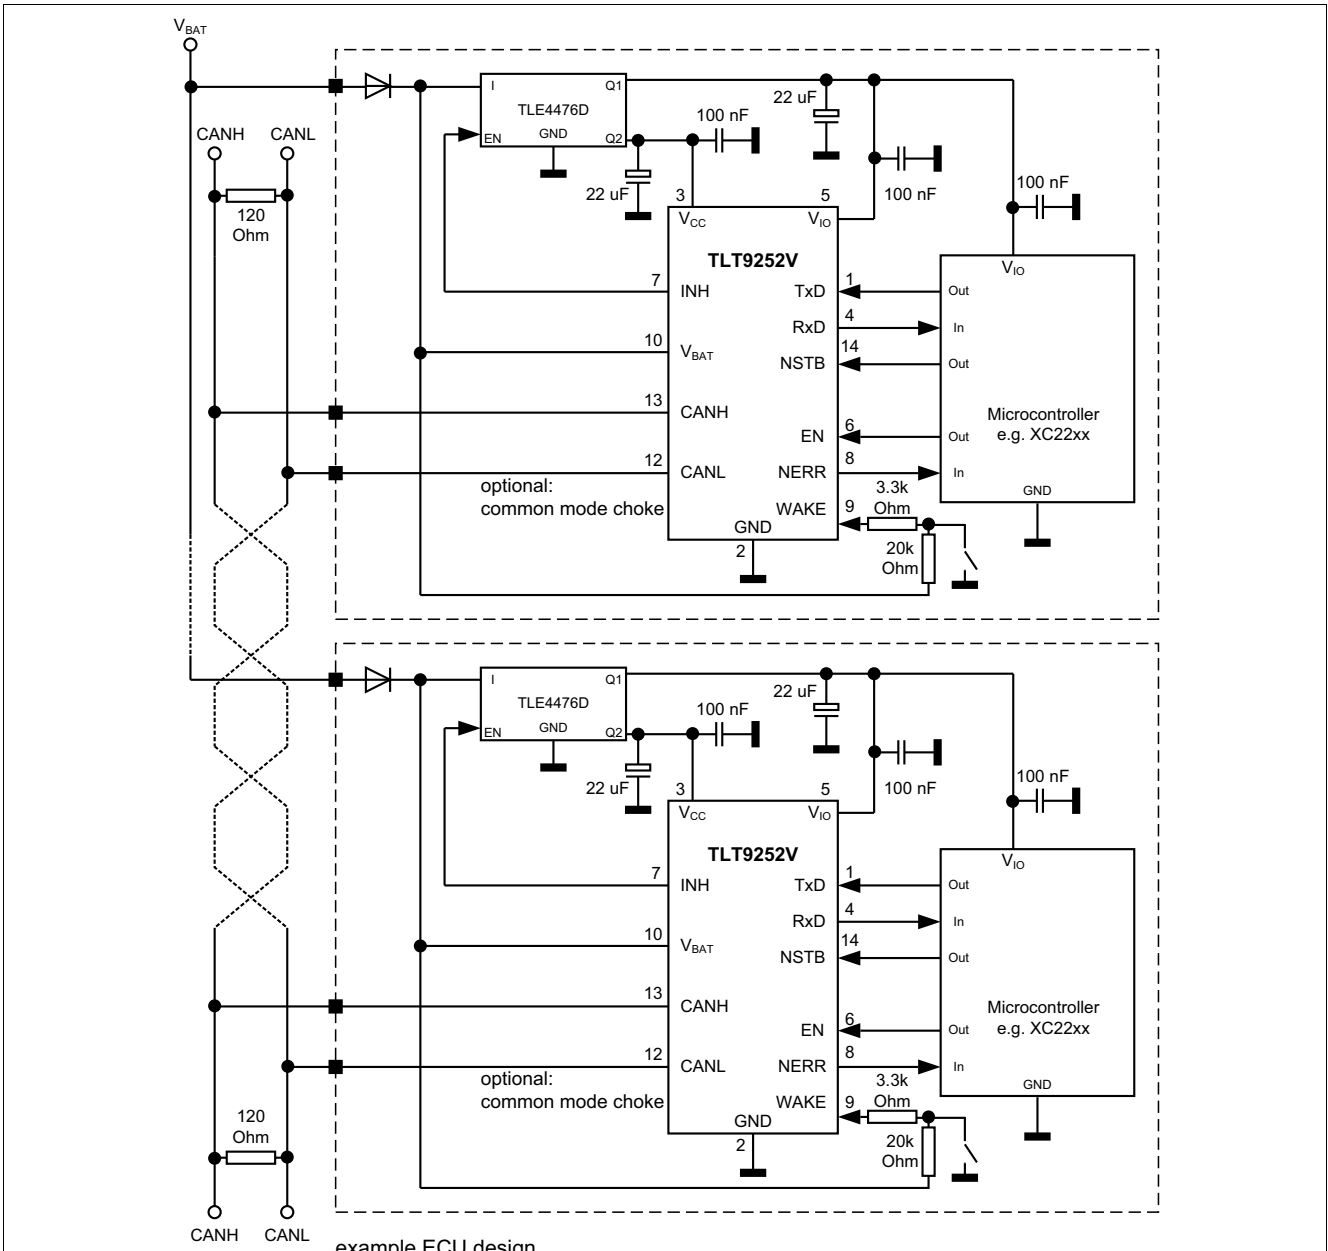 VBAT
CANH
CANL
120
Ohm
I
Q1
TLE4476D
EN
GND
Q2
100 nF
22 uF
22 uF
100 nF
100 nF
3
5
VCC
VIO
TLT9252V
7
INH
TxD
1
RxD
4
10
VBAT
NSTB
14
13
CANH
EN
6
12
CANL
NERR
8
optional:
common mode choke
WAKE
9
GND
2
3.3k
Ohm
20k
Ohm
VIO
Out
In
Out
Microcontroller
e.g. XC22xx
Out
In
GND
I
Q1
TLE4476D
EN
GND
Q2
100 nF
22 uF
22 uF
100 nF
100 nF
3
5
VCC
VIO
TLT9252V
7
INH
TxD
1
RxD
4
10
VBAT
NSTB
14
13
CANH
EN
6
12
CANL
NERR
8
optional:
common mode choke
WAKE
9
GND
2
3.3k
Ohm
20k
Ohm
VIO
Out
In
Out
Microcontroller
e.g. XC22xx
Out
In
GND
120
Ohm
CANH
CANL
example ECU design